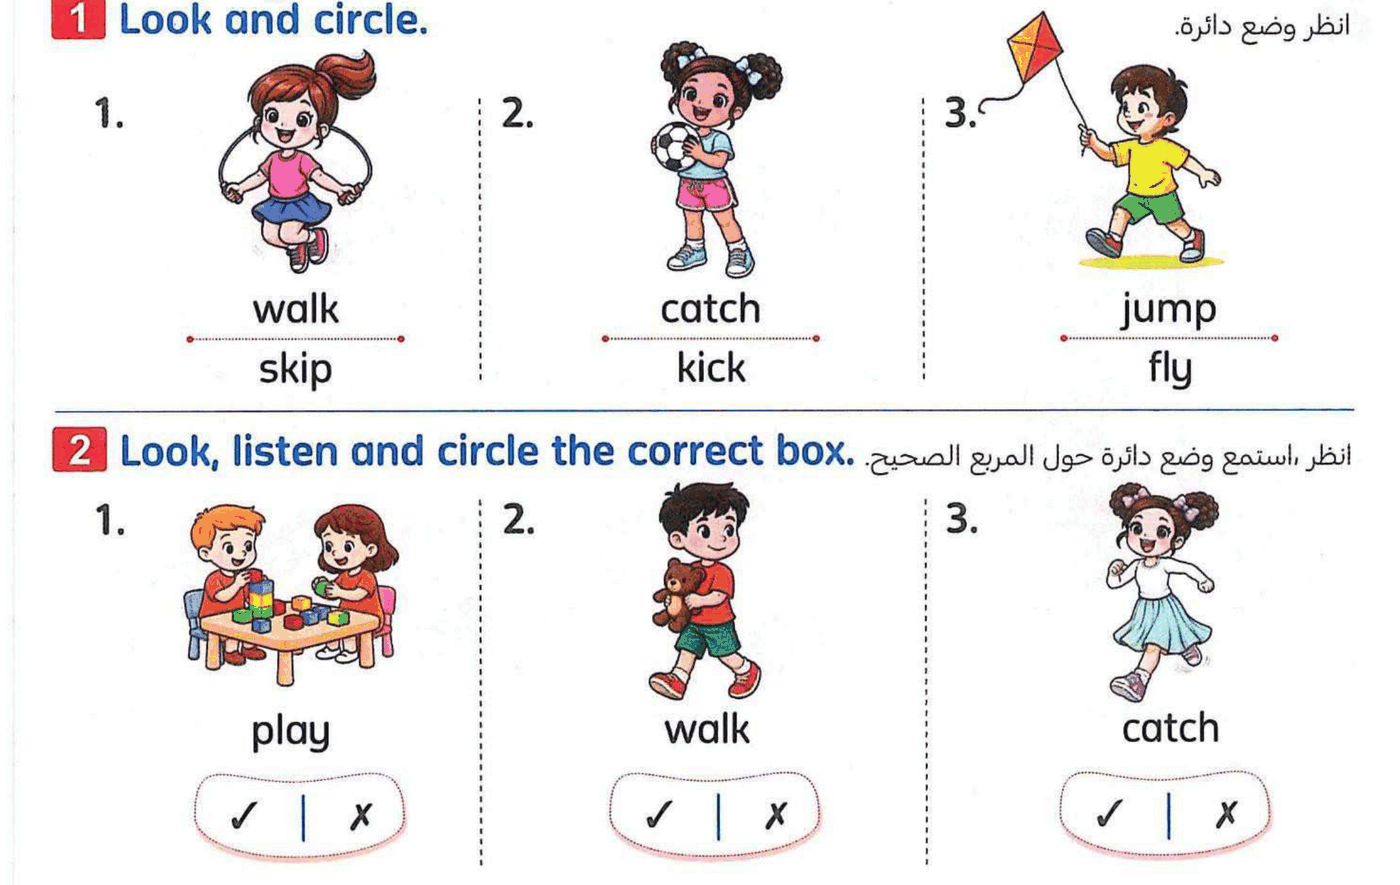 1 Look and circle. انظر وضع دائرة.
1. 2. 3.
walk catch jump
skip kick fly
2 Look, listen and circle the correct box. انظر ،استمع وضع دائرة حول المربع الصحيح.
1. 2. 3.
play walk catch
✓ | ✗ ✓ | ✗ ✓ | ✗